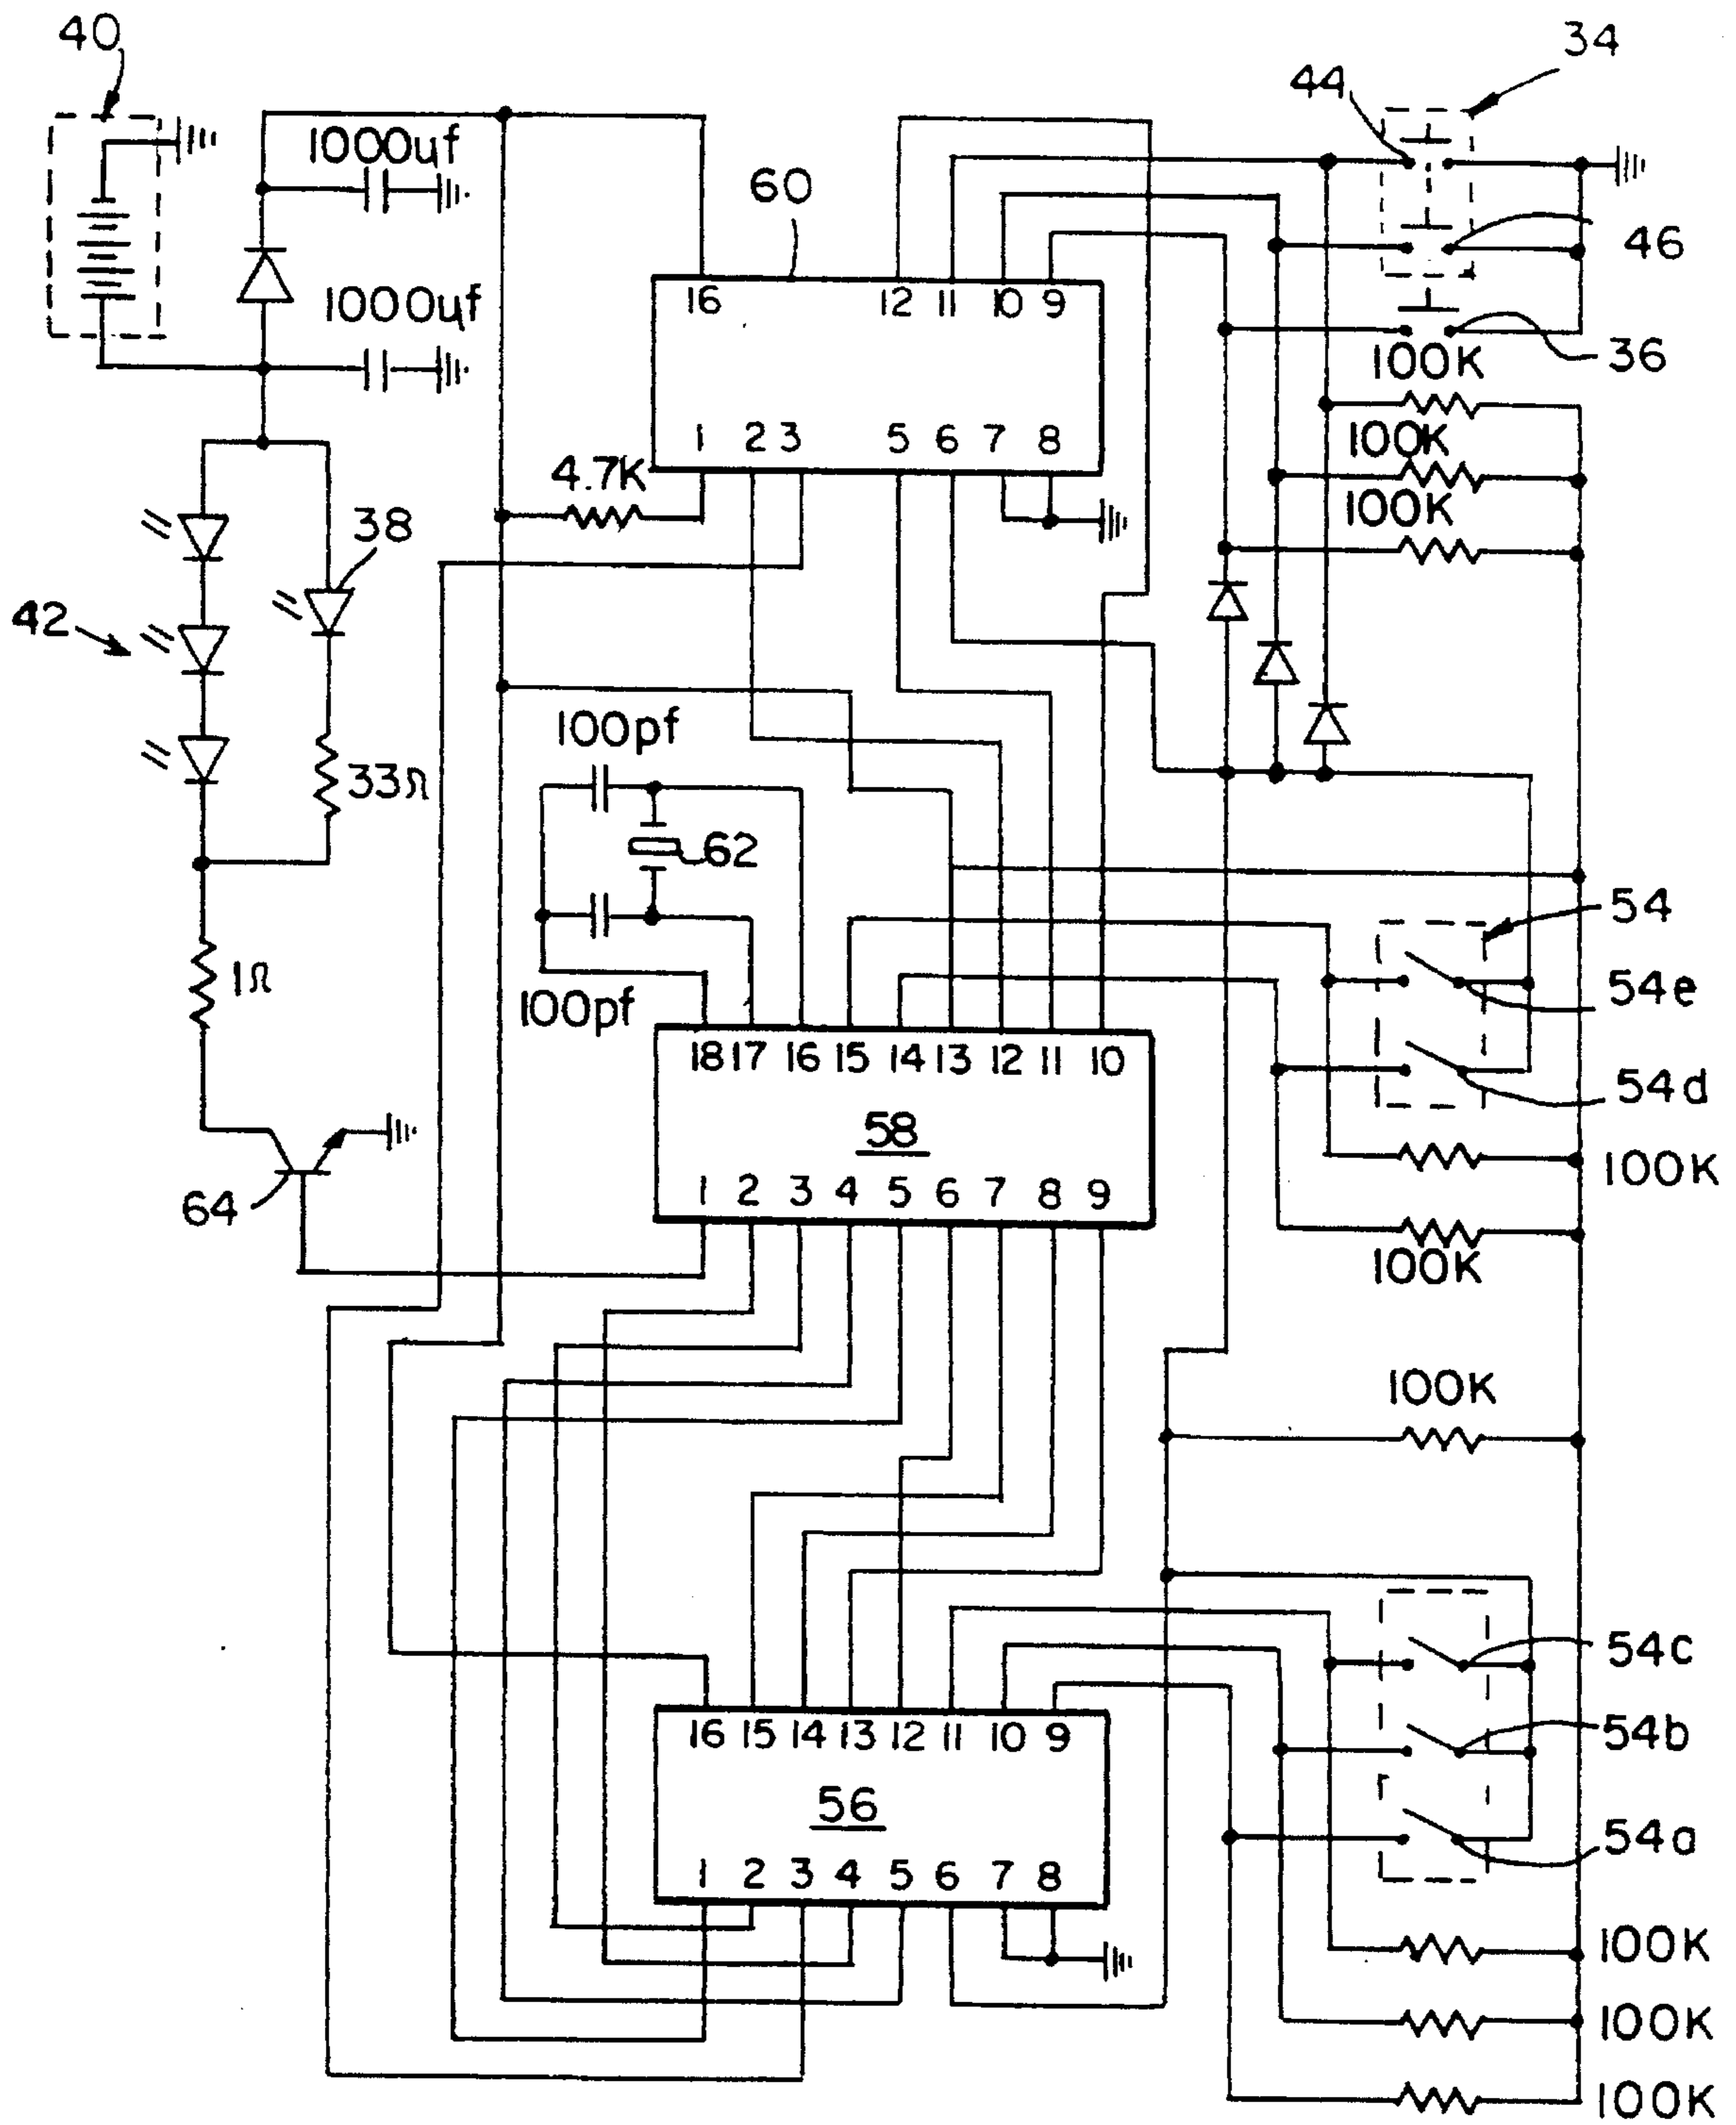 40
34
44
1000uf
60
46
16 12 11 10 9
1000uf
36
100K
1 2 3 5 6 7 8
100K
4.7K
100K
38
42
100pf
33Ω
62
54
1Ω
54e
100pf
18 17 16 15 14 13 12 11 10
54d
58
100K
1 2 3 4 5 6 7 8 9
64
100K
100K
54c
16 15 14 13 12 11 10 9
54b
56
54a
1 2 3 4 5 6 7 8
100K
100K
100K